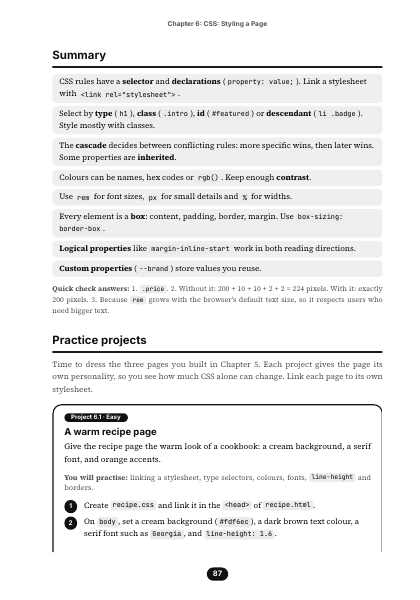 Chapter 6: CSS: Styling a Page
Summary
CSS rules have a selector and declarations ( property: value; ). Link a stylesheet
with <link rel="stylesheet"> .
Select by type ( h1 ), class ( .intro ), id ( #featured ) or descendant ( li .badge ).
Style mostly with classes.
The cascade decides between conflicting rules: more specific wins, then later wins.
Some properties are inherited.
Colours can be names, hex codes or rgb() . Keep enough contrast.
Use rem for font sizes, px for small details and % for widths.
Every element is a box: content, padding, border, margin. Use box-sizing:
border-box .
Logical properties like margin-inline-start work in both reading directions.
Custom properties ( --brand ) store values you reuse.
Quick check answers: 1. .price . 2. Without it: 200 + 10 + 10 + 2 + 2 = 224 pixels. With it: exactly
200 pixels. 3. Because rem grows with the browser's default text size, so it respects users who
need bigger text.
Practice projects
Time to dress the three pages you built in Chapter 5. Each project gives the page its
own personality, so you see how much CSS alone can change. Link each page to its own
stylesheet.
Project 6.1 · Easy
A warm recipe page
Give the recipe page the warm look of a cookbook: a cream background, a serif
font, and orange accents.
You will practise: linking a stylesheet, type selectors, colours, fonts, line-height and
borders.
1 Create recipe.css and link it in the <head> of recipe.html .
2 On body , set a cream background ( #fdf6ec ), a dark brown text colour, a
serif font such as Georgia , and line-height: 1.6 .
87